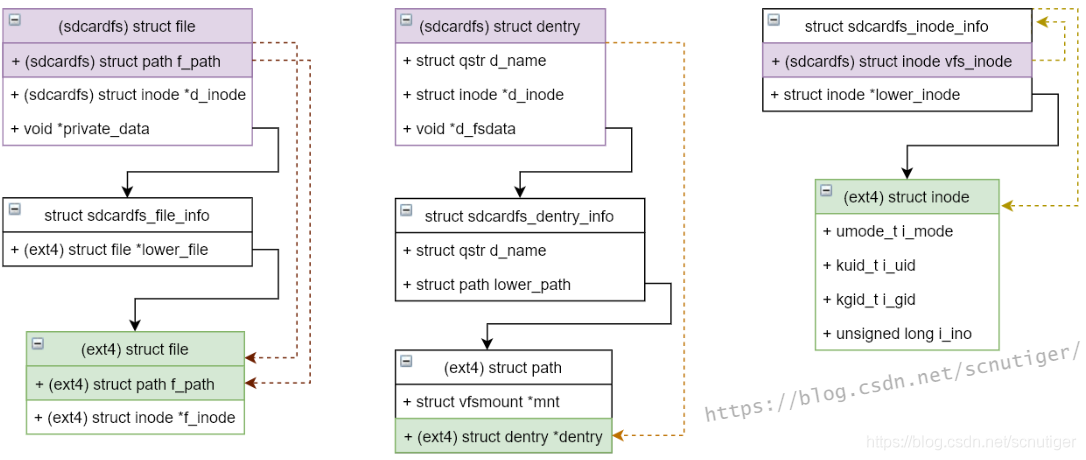 (sdcardfs) struct file
+ (sdcardfs) struct path f_path
+ (sdcardfs) struct inode *d_inode
+ void *private_data
struct sdcardfs_file_info
+ (ext4) struct file *lower_file
(ext4) struct file
+ (ext4) struct path f_path
+ (ext4) struct inode *f_inode
(sdcardfs) struct dentry
+ struct qstr d_name
+ struct inode *d_inode
+ void *d_fsdata
struct sdcardfs_dentry_info
+ struct qstr d_name
+ struct path lower_path
(ext4) struct path
+ struct vfsmount *mnt
+ (ext4) struct dentry *dentry
struct sdcardfs_inode_info
+ (sdcardfs) struct inode vfs_inode
+ struct inode *lower_inode
(ext4) struct inode
+ umode_t i_mode
+ kuid_t i_uid
+ kgid_t i_gid
+ unsigned long i_ino
https://blog.csdn.net/scnutiger/
https://blog.csdn.net/scnutiger